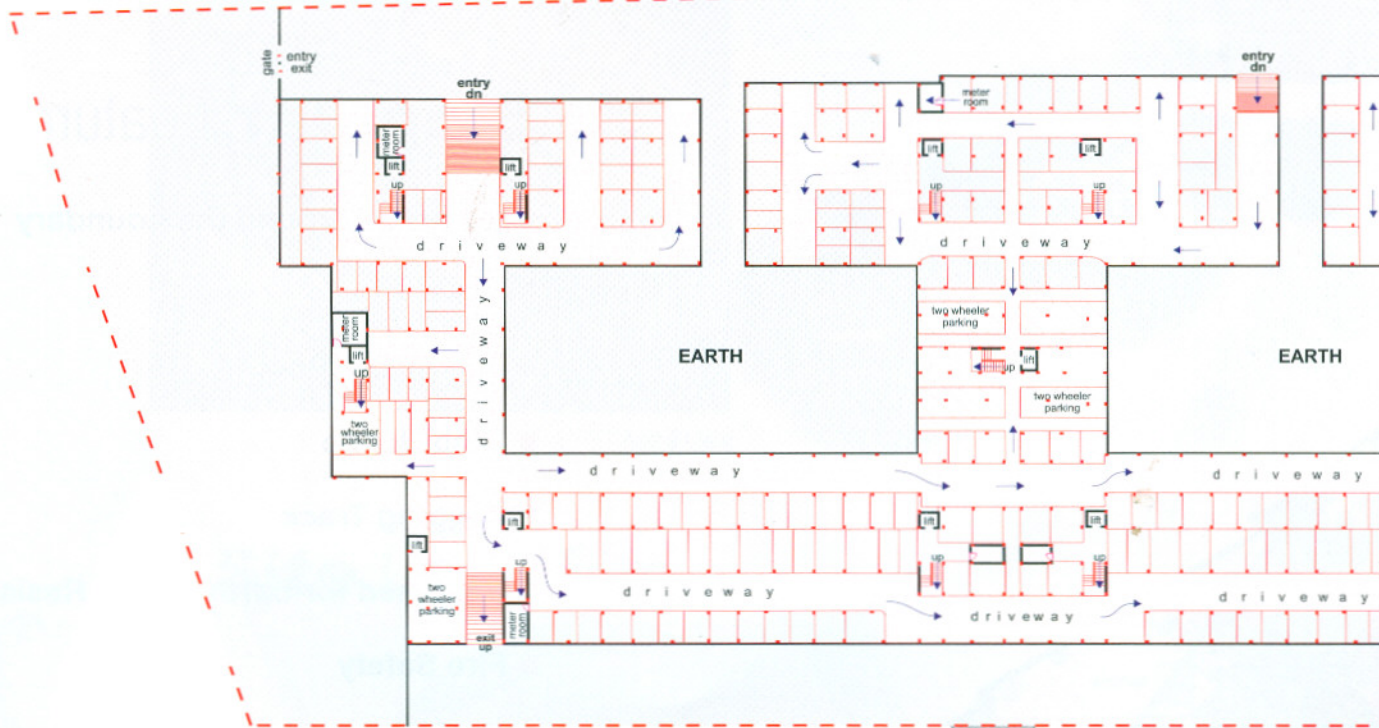 gate
entry
exit
entry
dn
entry
dn
meter
room
meter
room
lift
lift
lift
lift
up
up
up
up
driveway
driveway
driveway
two wheeler
parking
meter
room
lift
up
EARTH
lift
up
EARTH
two wheeler
parking
two
wheeler
parking
driveway
driveway
lift
lift
lift
lift
up
up
up
two
wheeler
parking
driveway
driveway
driveway
meter
room
exit
up